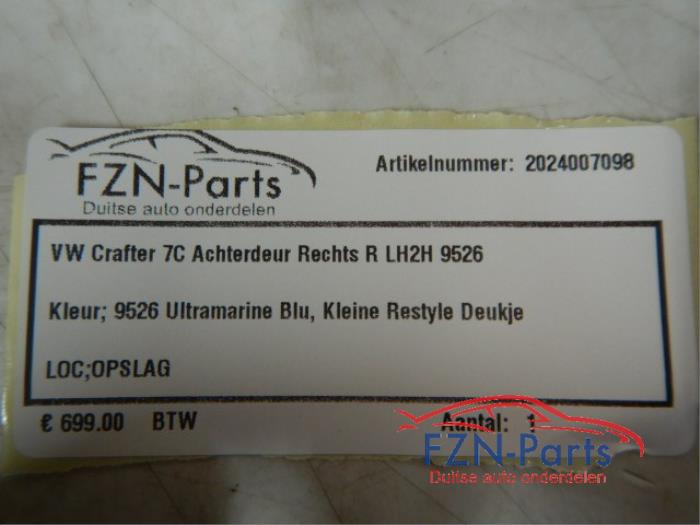 FZN-Parts
Duitse auto onderdelen
Artikelnummer: 2024007098
VW Crafter 7C Achterdeur Rechts R LH2H 9526
Kleur; 9526 Ultramarine Blu, Kleine Restyle Deukje
LOC;OPSLAG
€ 699.00 BTW
Aantal: 1
FZN-Parts
Duitse auto onderdelen